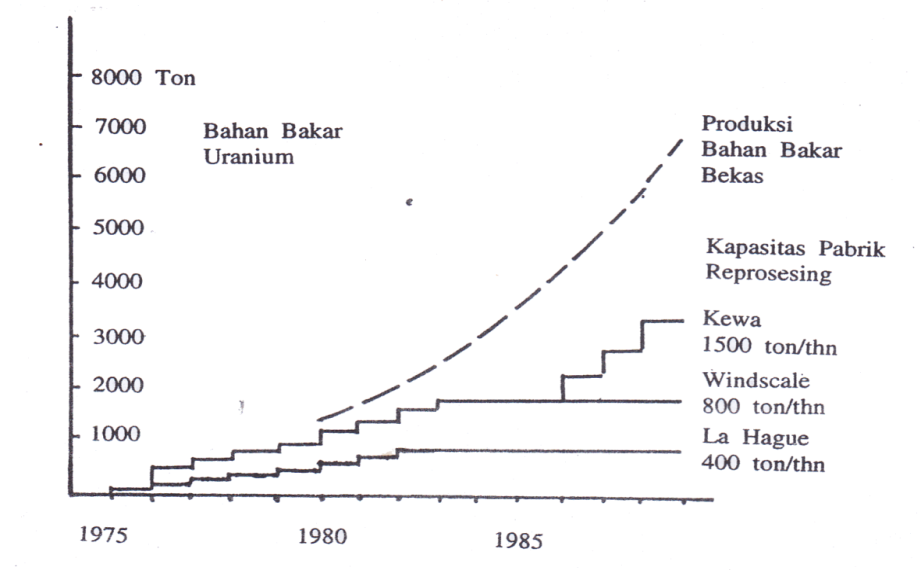 8000 Ton
7000
6000
5000
4000
3000
2000
1000
Bahan Bakar
Uranium
Produksi
Bahan Bakar
Bekas
Kapasitas Pabrik
Reprosesing
Kewa
1500 ton/thn
Windscale
800 ton/thn
La Hague
400 ton/thn
1975
1980
1985